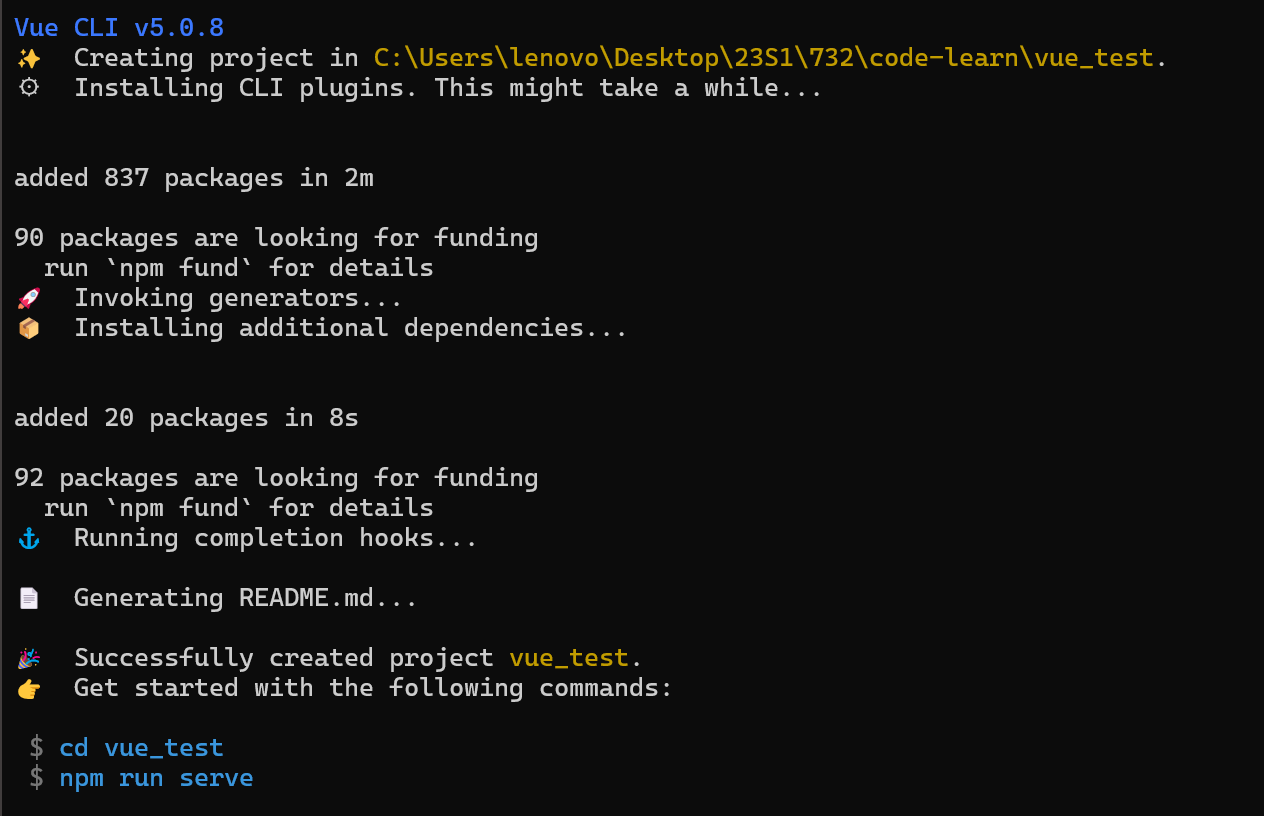 Vue CLI v5.0.8
✨  Creating project in C:\Users\lenovo\Desktop\23S1\732\code-learn\vue_test.
⚙  Installing CLI plugins. This might take a while...
added 837 packages in 2m
90 packages are looking for funding
  run `npm fund` for details
🚀  Invoking generators...
📦  Installing additional dependencies...
added 20 packages in 8s
92 packages are looking for funding
  run `npm fund` for details
⚓  Running completion hooks...
📄  Generating README.md...
🎉  Successfully created project vue_test.
👉  Get started with the following commands:
 $ cd vue_test
 $ npm run serve